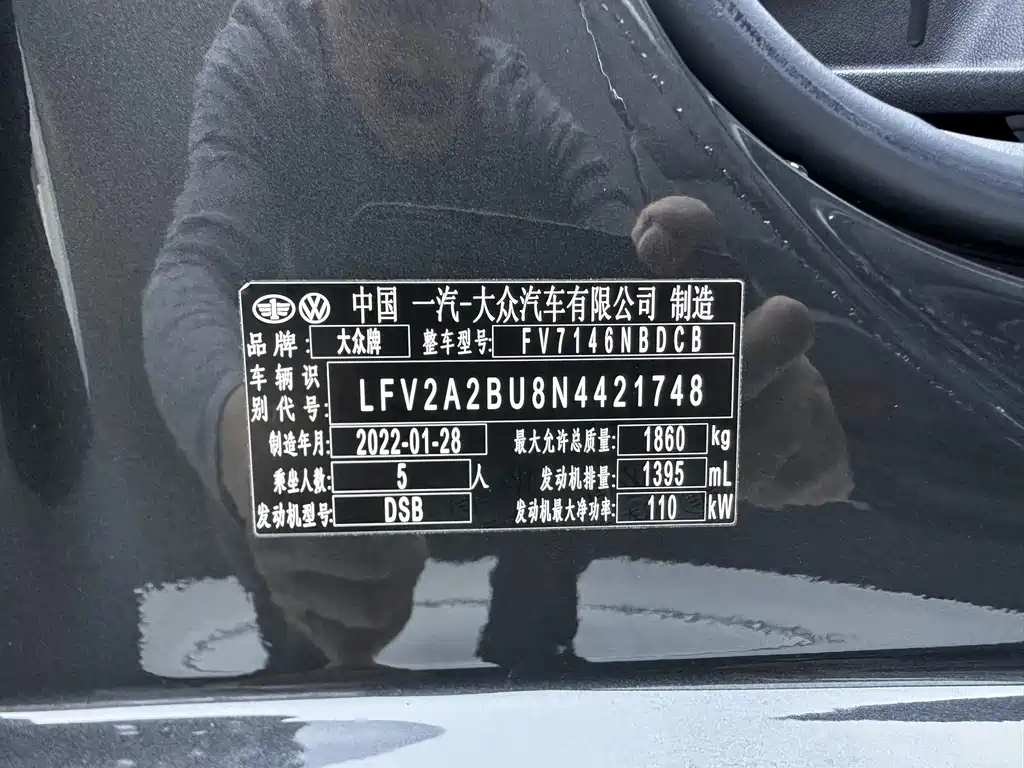 中国 一汽-大众汽车有限公司 制造
品牌: 大众牌 整车型号: FV7146NBDCB
车辆识别代号: LFV2A2BU8N4421748
制造年月: 2022-01-28 最大允许总质量: 1860 kg
乘坐人数: 5 人 发动机排量: 1395 mL
发动机型号: DSB 发动机最大净功率: 110 kW